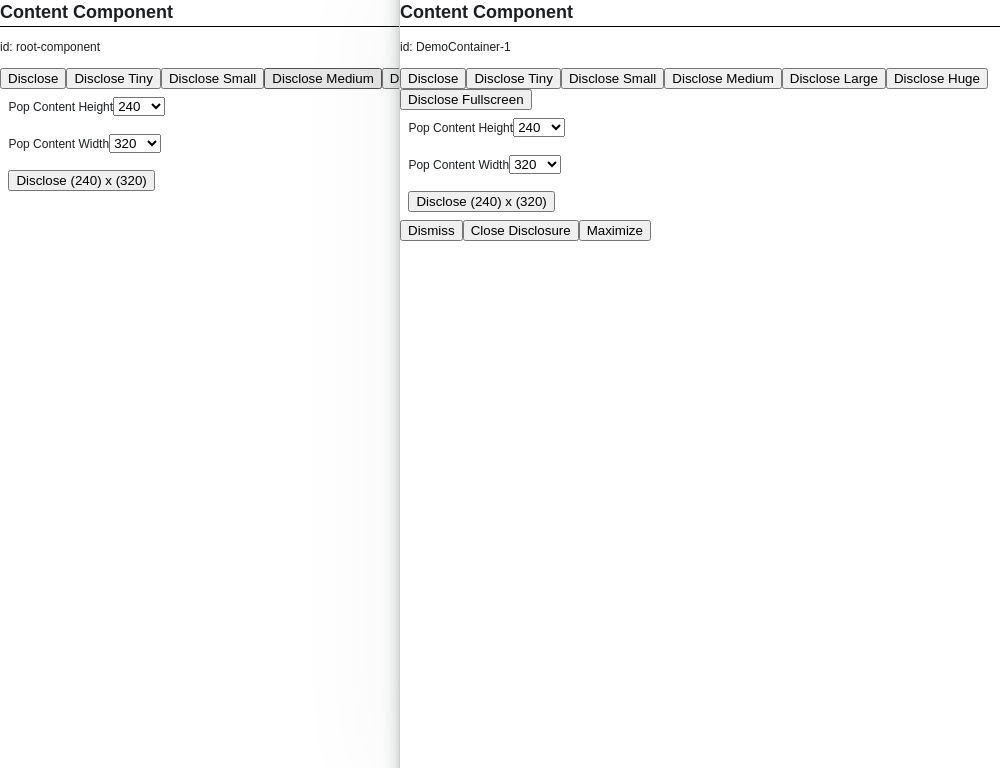 Content Component
id: root-component
Disclose Disclose Tiny Disclose Small Disclose Medium D
Pop Content Height 240
Pop Content Width 320
Disclose (240) x (320)
Content Component
id: DemoContainer-1
Disclose Disclose Tiny Disclose Small Disclose Medium Disclose Large Disclose Huge
Disclose Fullscreen
Pop Content Height 240
Pop Content Width 320
Disclose (240) x (320)
Dismiss Close Disclosure Maximize